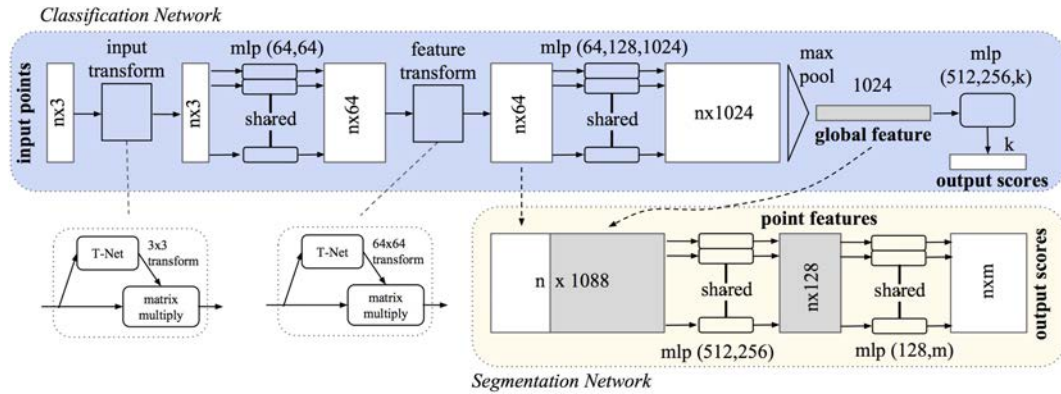 Classification Network
input points
nx3
input
transform
nx3
mlp (64,64)
shared
nx64
feature
transform
nx64
mlp (64,128,1024)
shared
nx1024
max
pool
1024
global feature
mlp
(512,256,k)
k
output scores
T-Net
3x3
transform
matrix
multiply
T-Net
64x64
transform
matrix
multiply
point features
n x 1088
shared
mlp (512,256)
nx128
shared
mlp (128,m)
nxm
output scores
Segmentation Network